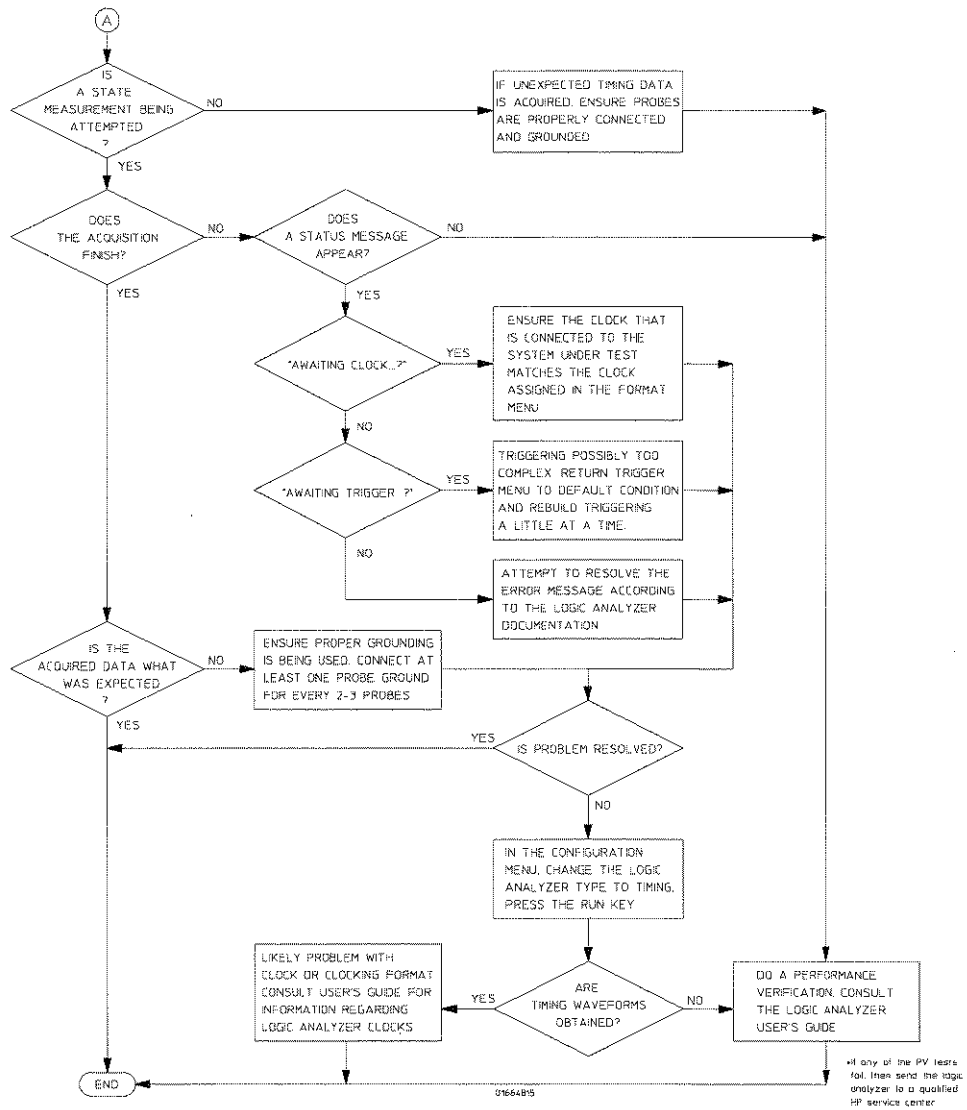 A
IS
A STATE
MEASUREMENT BEING
ATTEMPTED
?
NO
IF UNEXPECTED TIMING DATA
IS ACQUIRED, ENSURE PROBES
ARE PROPERLY CONNECTED
AND GROUNDED
YES
DOES
THE ACQUISITION
FINISH?
NO
DOES
A STATUS MESSAGE
APPEAR?
NO
YES
YES
"AWAITING CLOCK...?"
YES
ENSURE THE CLOCK THAT
IS CONNECTED TO THE
SYSTEM UNDER TEST
MATCHES THE CLOCK
ASSIGNED IN THE FORMAT
MENU
NO
"AWAITING TRIGGER ?"
YES
TRIGGERING POSSIBLY TOO
COMPLEX RETURN TRIGGER
MENU TO DEFAULT CONDITION
AND REBUILD TRIGGERING
A LITTLE AT A TIME.
NO
ATTEMPT TO RESOLVE THE
ERROR MESSAGE ACCORDING
TO THE LOGIC ANALYZER
DOCUMENTATION
IS THE
ACQUIRED DATA WHAT
WAS EXPECTED
?
NO
ENSURE PROPER GROUNDING
IS BEING USED. CONNECT AT
LEAST ONE PROBE GROUND
FOR EVERY 2-3 PROBES
YES
YES
IS PROBLEM RESOLVED?
NO
IN THE CONFIGURATION
MENU, CHANGE THE LOGIC
ANALYZER TYPE TO TIMING,
PRESS THE RUN KEY
LIKELY PROBLEM WITH
CLOCK OR CLOCKING FORMAT
CONSULT USER'S GUIDE FOR
INFORMATION REGARDING
LOGIC ANALYZER CLOCKS
YES
ARE
TIMING WAVEFORMS
OBTAINED?
NO
DO A PERFORMANCE
VERIFICATION. CONSULT
THE LOGIC ANALYZER
USER'S GUIDE
*If any of the PV tests
fail, then send the logic
analyzer to a qualified
HP service center
END
01664B15